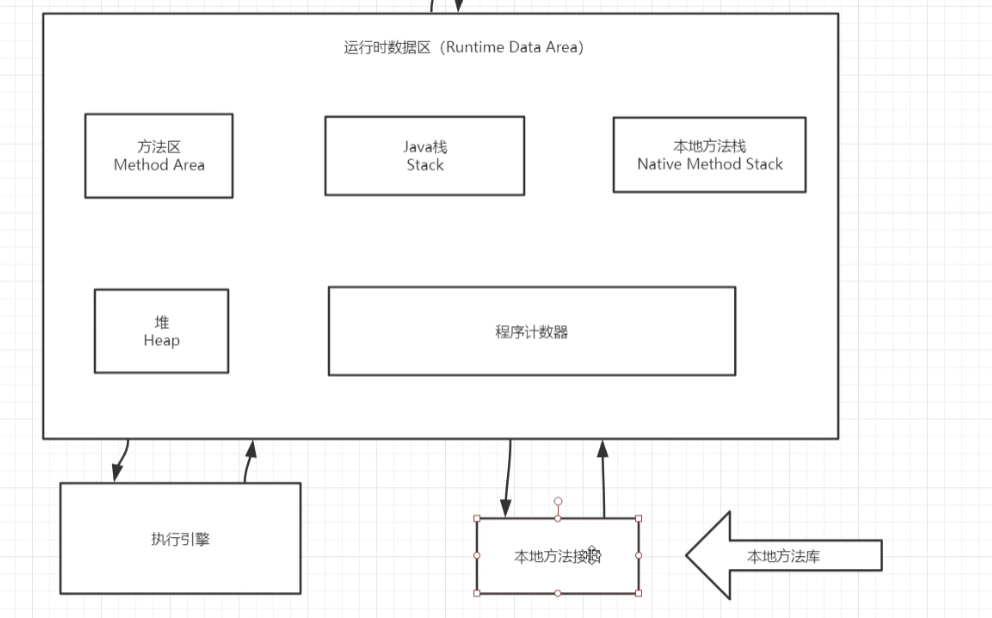 运行时数据区（Runtime Data Area）
方法区
Method Area
Java栈
Stack
本地方法栈
Native Method Stack
堆
Heap
程序计数器
执行引擎
本地方法接口
本地方法库